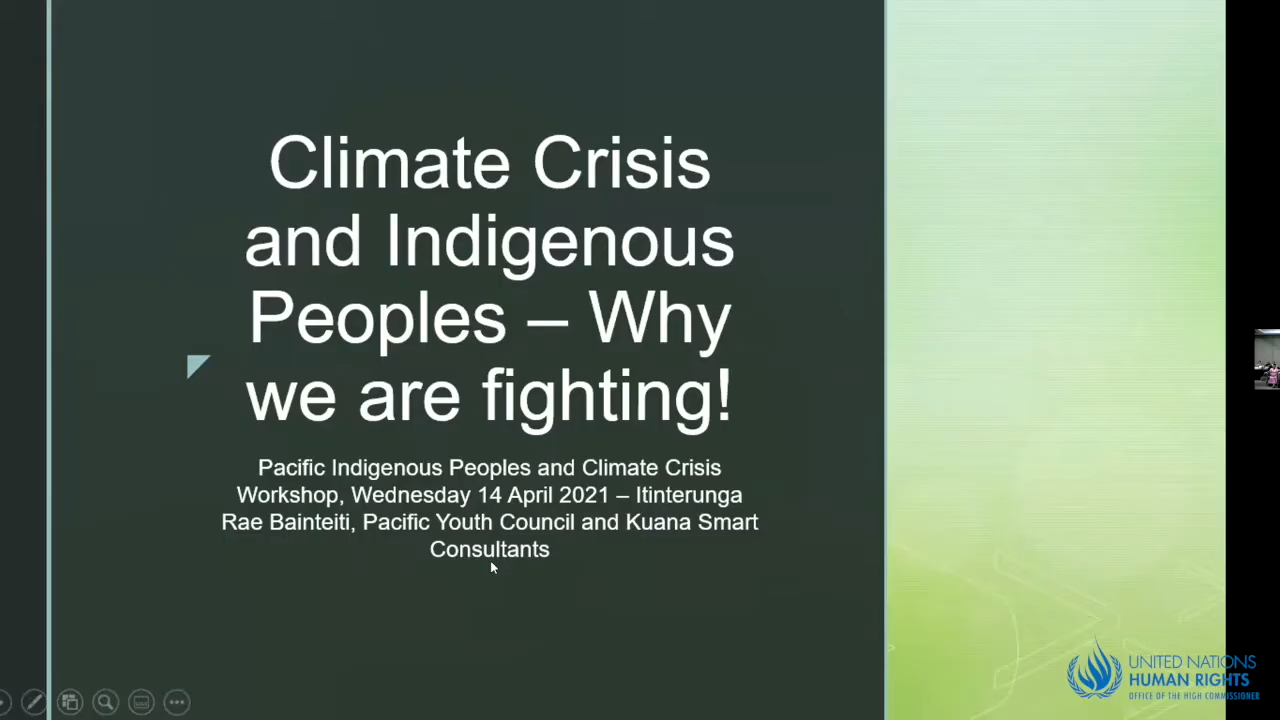 Climate Crisis
and Indigenous
Peoples – Why
we are fighting!
Pacific Indigenous Peoples and Climate Crisis
Workshop, Wednesday 14 April 2021 – Itinterunga
Rae Bainteiti, Pacific Youth Council and Kuana Smart
Consultants
UNITED NATIONS
HUMAN RIGHTS
OFFICE OF THE HIGH COMMISSIONER